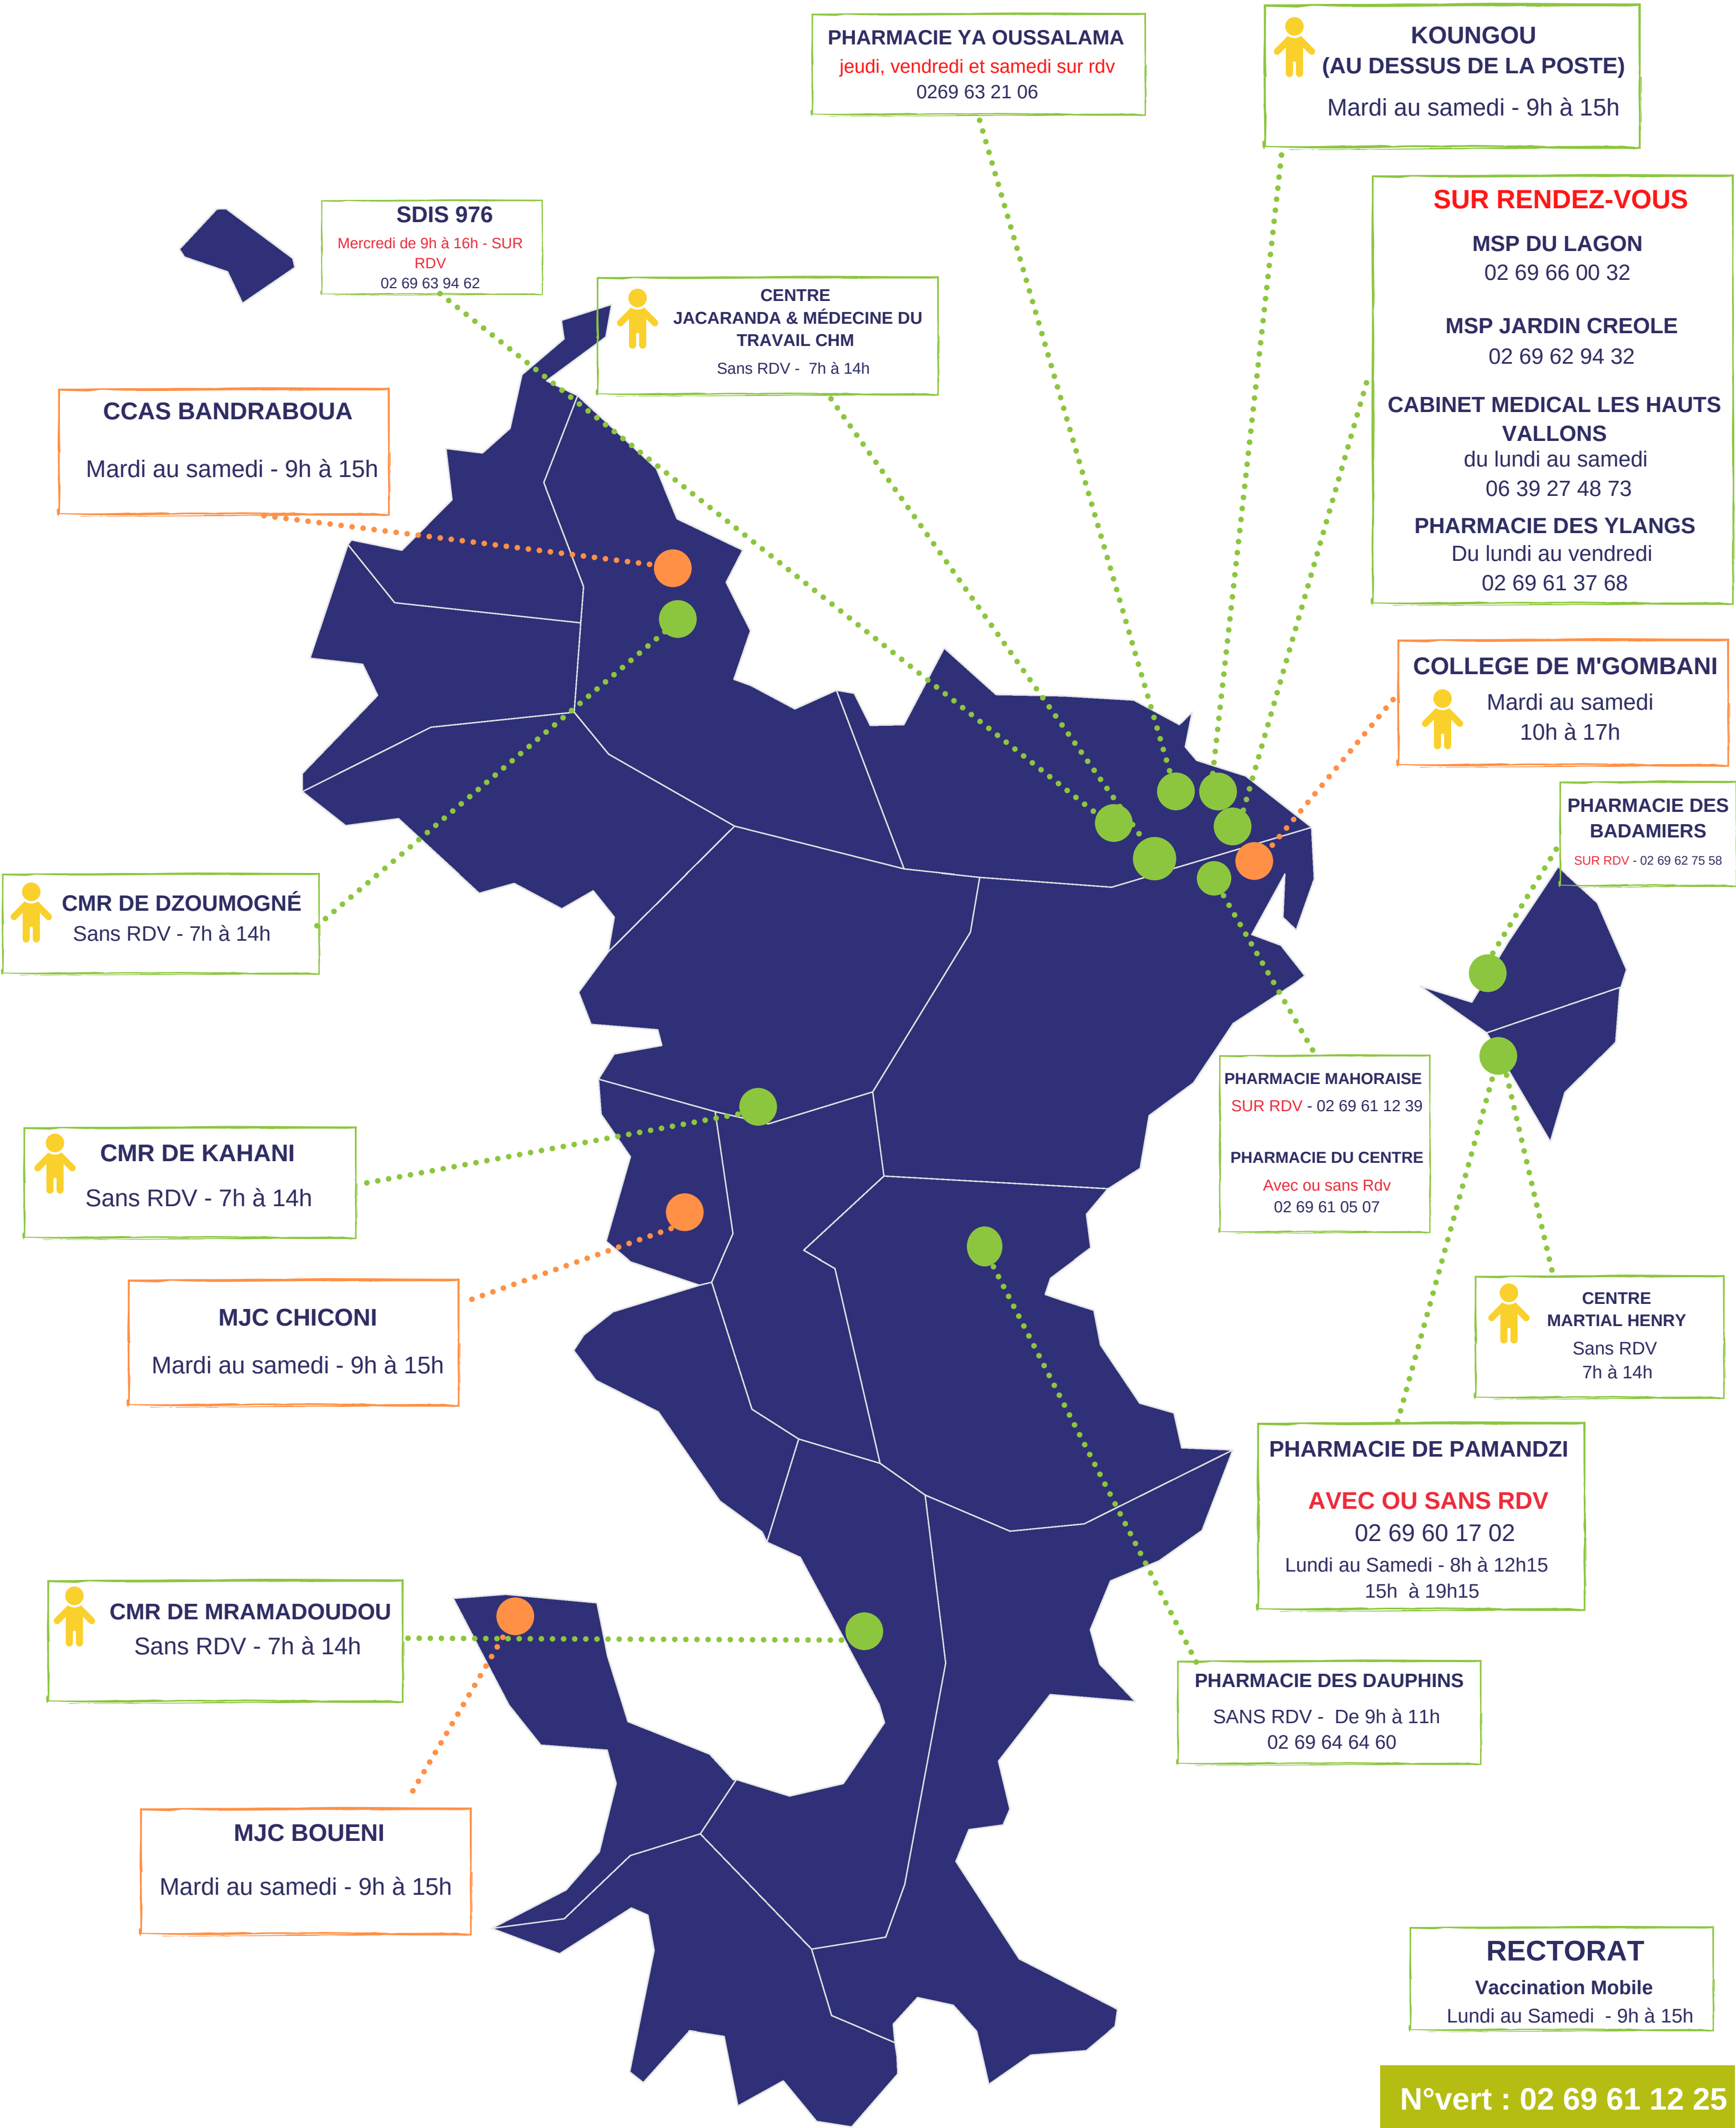 PHARMACIE YA OUSSALAMA
jeudi, vendredi et samedi sur rdv
0269 63 21 06
KOUNGOU
(AU DESSUS DE LA POSTE)
Mardi au samedi - 9h à 15h
SDIS 976
Mercredi de 9h à 16h - SUR
RDV
02 69 63 94 62
CENTRE
JACARANDA & MÉDECINE DU
TRAVAIL CHM
Sans RDV - 7h à 14h
SUR RENDEZ-VOUS
MSP DU LAGON
02 69 66 00 32
MSP JARDIN CREOLE
02 69 62 94 32
CABINET MEDICAL LES HAUTS
VALLONS
du lundi au samedi
06 39 27 48 73
PHARMACIE DES YLANGS
Du lundi au vendredi
02 69 61 37 68
CCAS BANDRABOUA
Mardi au samedi - 9h à 15h
COLLEGE DE M'GOMBANI
Mardi au samedi
10h à 17h
PHARMACIE DES
BADAMIERS
SUR RDV - 02 69 62 75 58
CMR DE DZOUMOGNÉ
Sans RDV - 7h à 14h
PHARMACIE MAHORAISE
SUR RDV - 02 69 61 12 39
PHARMACIE DU CENTRE
Avec ou sans Rdv
02 69 61 05 07
CMR DE KAHANI
Sans RDV - 7h à 14h
MJC CHICONI
Mardi au samedi - 9h à 15h
CENTRE
MARTIAL HENRY
Sans RDV
7h à 14h
PHARMACIE DE PAMANDZI
AVEC OU SANS RDV
02 69 60 17 02
Lundi au Samedi - 8h à 12h15
15h à 19h15
CMR DE MRAMADOUDOU
Sans RDV - 7h à 14h
PHARMACIE DES DAUPHINS
SANS RDV - De 9h à 11h
02 69 64 64 60
MJC BOUENI
Mardi au samedi - 9h à 15h
RECTORAT
Vaccination Mobile
Lundi au Samedi - 9h à 15h
N°vert : 02 69 61 12 25